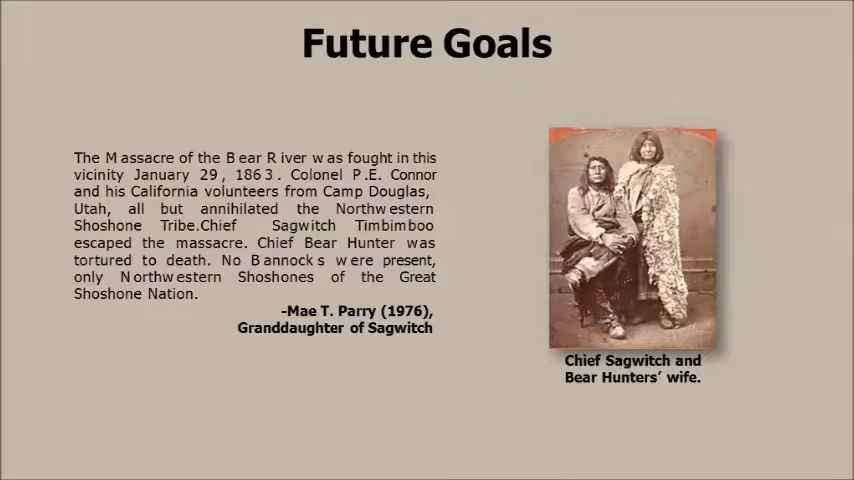 Future Goals
The Massacre of the Bear River was fought in this
vicinity January 29, 1863. Colonel P.E. Connor
and his California volunteers from Camp Douglas,
Utah, all but annihilated the Northwestern
Shoshone Tribe.Chief Sagwitch Timbimboo
escaped the massacre. Chief Bear Hunter was
tortured to death. No Bannocks were present,
only Northwestern Shoshones of the Great
Shoshone Nation.
-Mae T. Parry (1976),
Granddaughter of Sagwitch
Chief Sagwitch and
Bear Hunters’ wife.